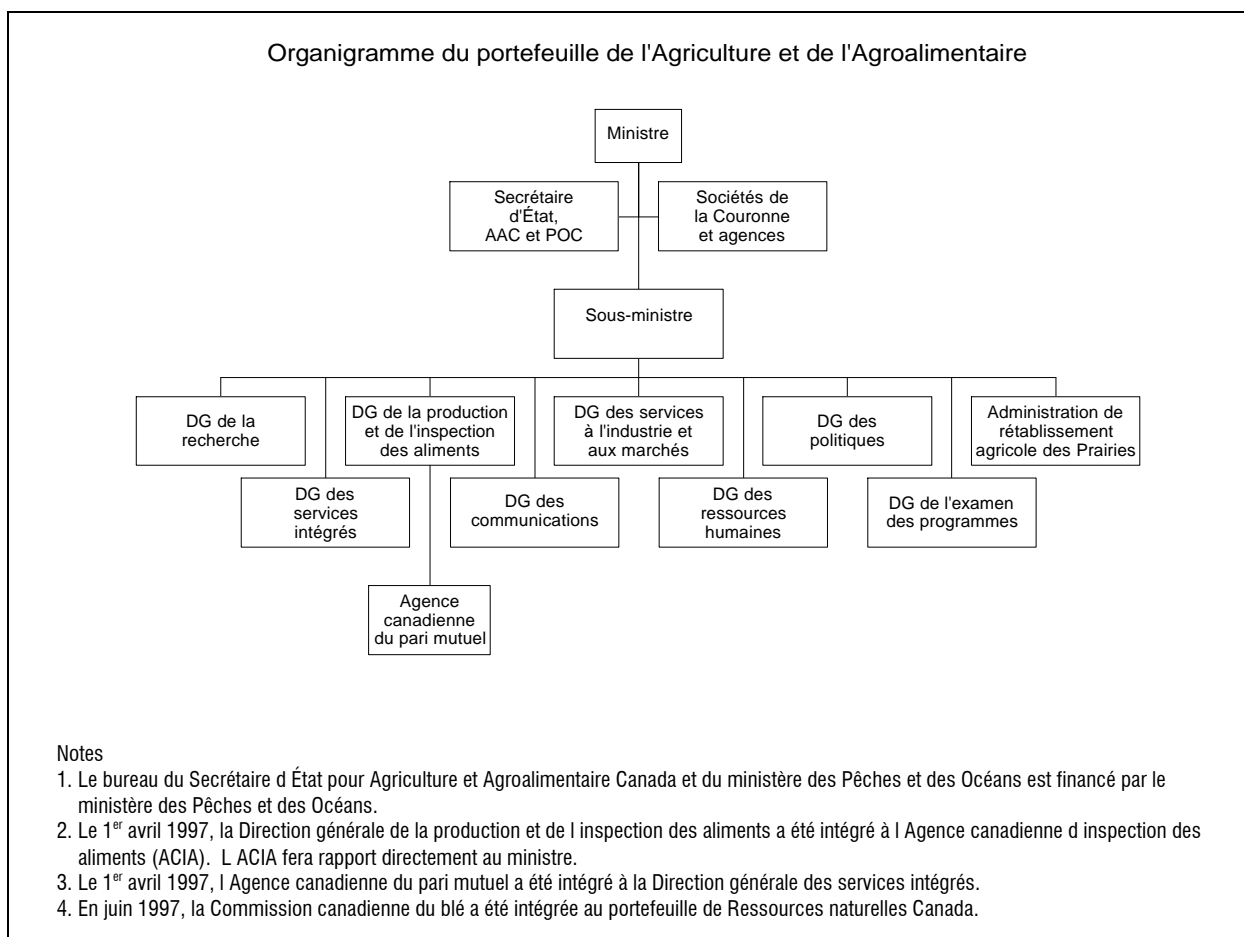 Organigramme du portefeuille de l'Agriculture et de l'Agroalimentaire
Ministre
Secrétaire
d'État,
AAC et POC
Sociétés de
la Couronne
et agences
Sous-ministre
DG de la
recherche
DG de la production
et de l'inspection
des aliments
DG des services
à l'industrie et
aux marchés
DG des
politiques
Administration de
rétablissement
agricole des Prairies
DG des
services
intégrés
DG des
communications
DG des
ressources
humaines
DG de l'examen
des programmes
Agence
canadienne
du pari mutuel
Notes
1. Le bureau du Secrétaire d État pour Agriculture et Agroalimentaire Canada et du ministère des Pêches et des Océans est financé par le
ministère des Pêches et des Océans.
2. Le 1er avril 1997, la Direction générale de la production et de l inspection des aliments a été intégré à l Agence canadienne d inspection des
aliments (ACIA). L ACIA fera rapport directement au ministre.
3. Le 1er avril 1997, l Agence canadienne du pari mutuel a été intégré à la Direction générale des services intégrés.
4. En juin 1997, la Commission canadienne du blé a été intégrée au portefeuille de Ressources naturelles Canada.